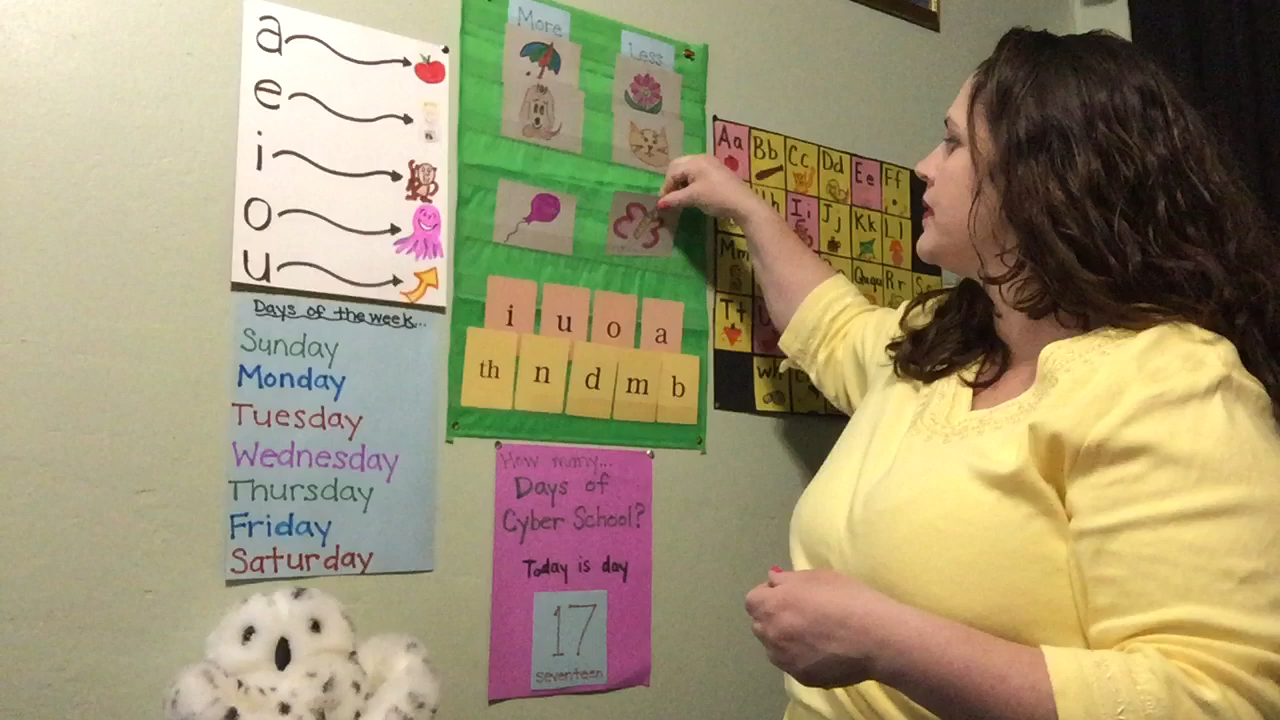 a
e
i
o
u
Days of the week...
Sunday
Monday
Tuesday
Wednesday
Thursday
Friday
Saturday
More
Less
i u o a
th n d m b
How many...
Days of
Cyber School?
Today is day
17
seventeen
Aa Bb Cc Dd Ee Ff
Ii Jj Kk Ll
Mm Ququ Rr
Tt
wh